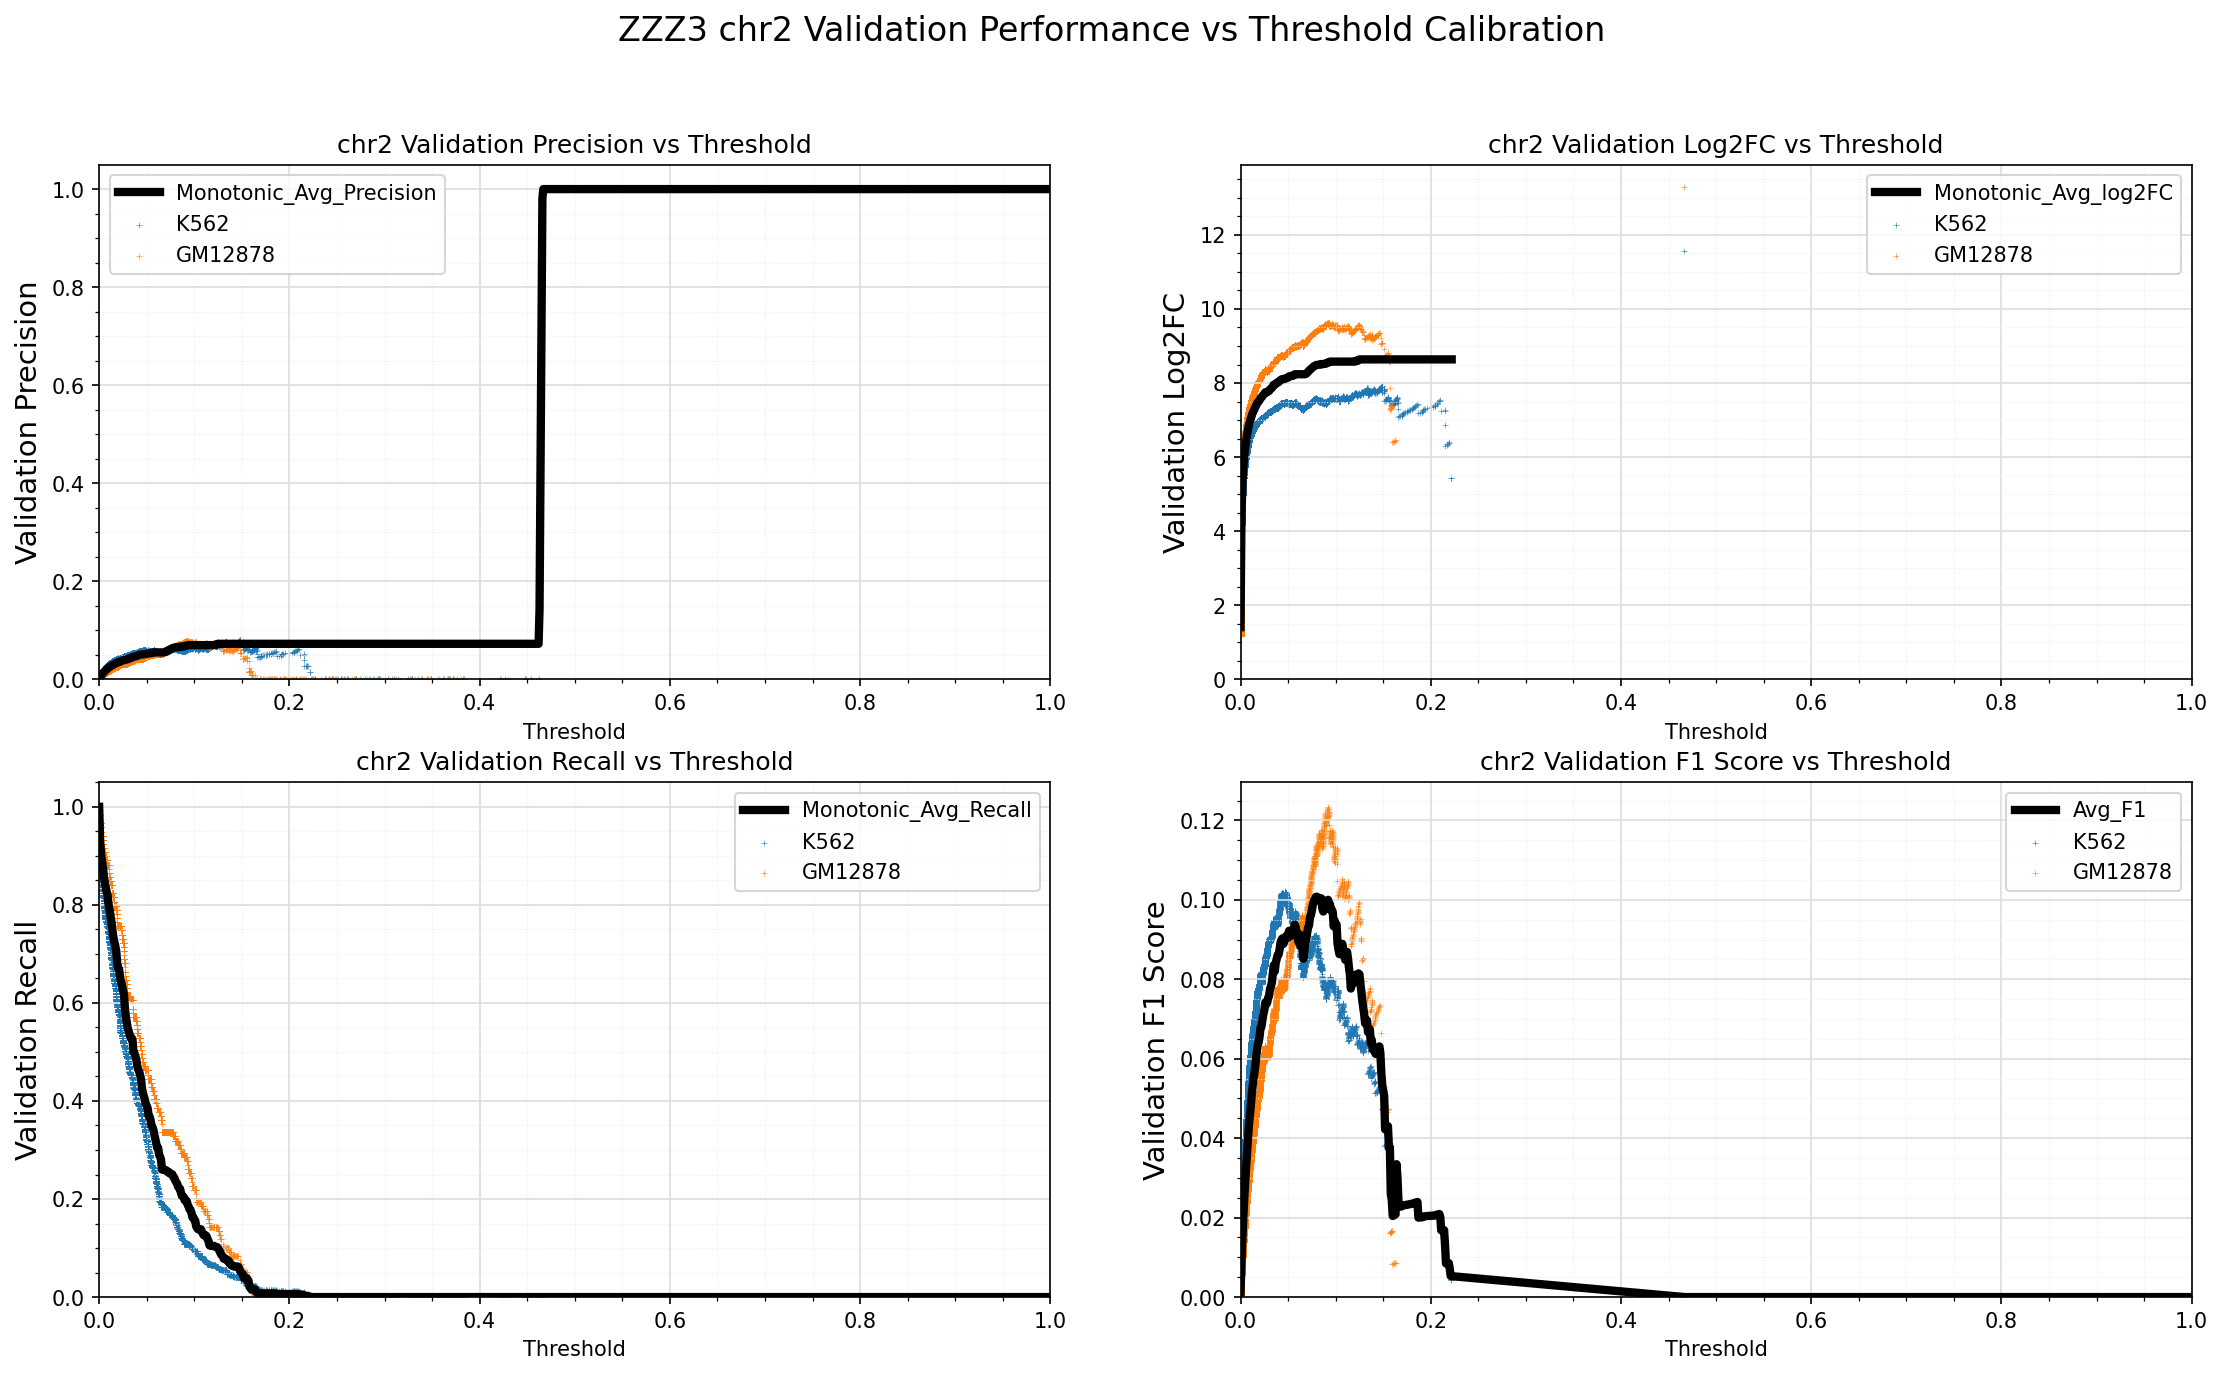 ZZZ3 chr2 Validation Performance vs Threshold Calibration
chr2 Validation Precision vs Threshold
Validation Precision
1.0
0.8
0.6
0.4
0.2
0.0
Monotonic_Avg_Precision
K562
GM12878
0.0 0.2 0.4 0.6 0.8 1.0
Threshold
chr2 Validation Log2FC vs Threshold
Validation Log2FC
12
10
8
6
4
2
0
Monotonic_Avg_log2FC
K562
GM12878
0.0 0.2 0.4 0.6 0.8 1.0
Threshold
chr2 Validation Recall vs Threshold
Validation Recall
1.0
0.8
0.6
0.4
0.2
0.0
Monotonic_Avg_Recall
K562
GM12878
0.0 0.2 0.4 0.6 0.8 1.0
Threshold
chr2 Validation F1 Score vs Threshold
Validation F1 Score
0.12
0.10
0.08
0.06
0.04
0.02
0.00
Avg_F1
K562
GM12878
0.0 0.2 0.4 0.6 0.8 1.0
Threshold